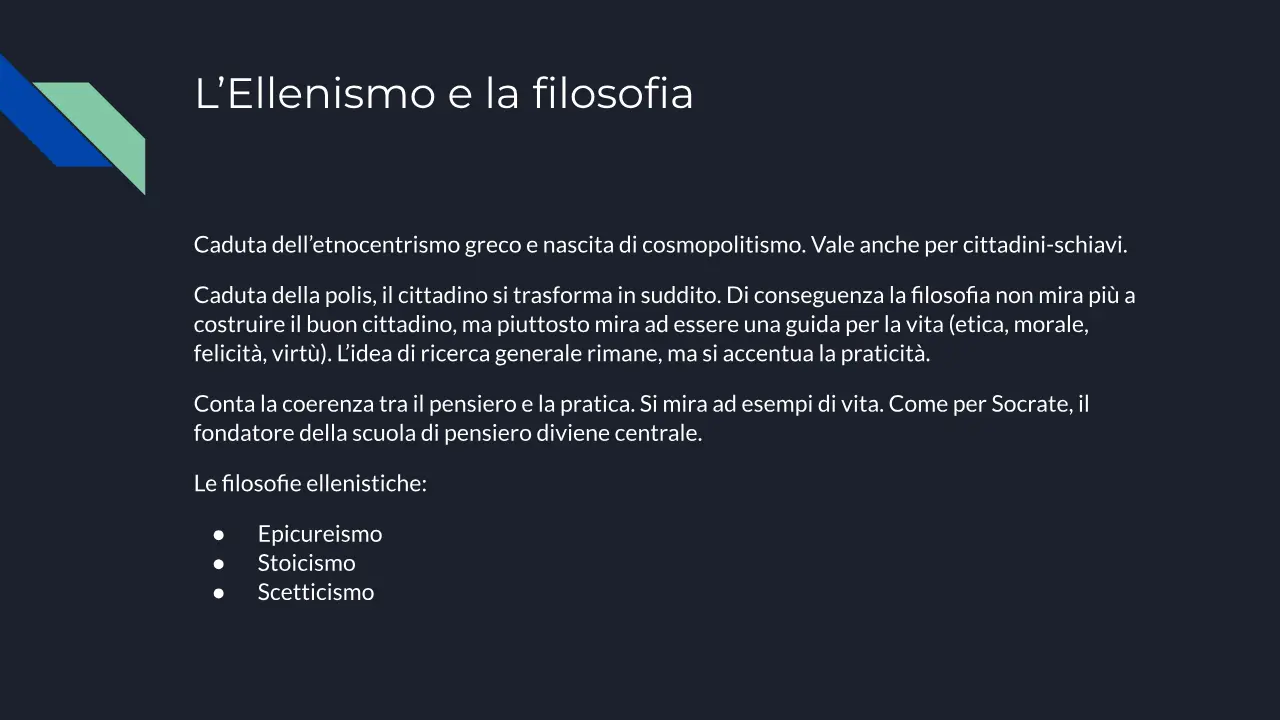 L’Ellenismo e la filosofia
Caduta dell’etnocentrismo greco e nascita di cosmopolitismo. Vale anche per cittadini-schiavi.
Caduta della polis, il cittadino si trasforma in suddito. Di conseguenza la filosofia non mira più a
costruire il buon cittadino, ma piuttosto mira ad essere una guida per la vita (etica, morale,
felicità, virtù). L’idea di ricerca generale rimane, ma si accentua la praticità.
Conta la coerenza tra il pensiero e la pratica. Si mira ad esempi di vita. Come per Socrate, il
fondatore della scuola di pensiero diviene centrale.
Le filosofie ellenistiche:
● Epicureismo
● Stoicismo
● Scetticismo